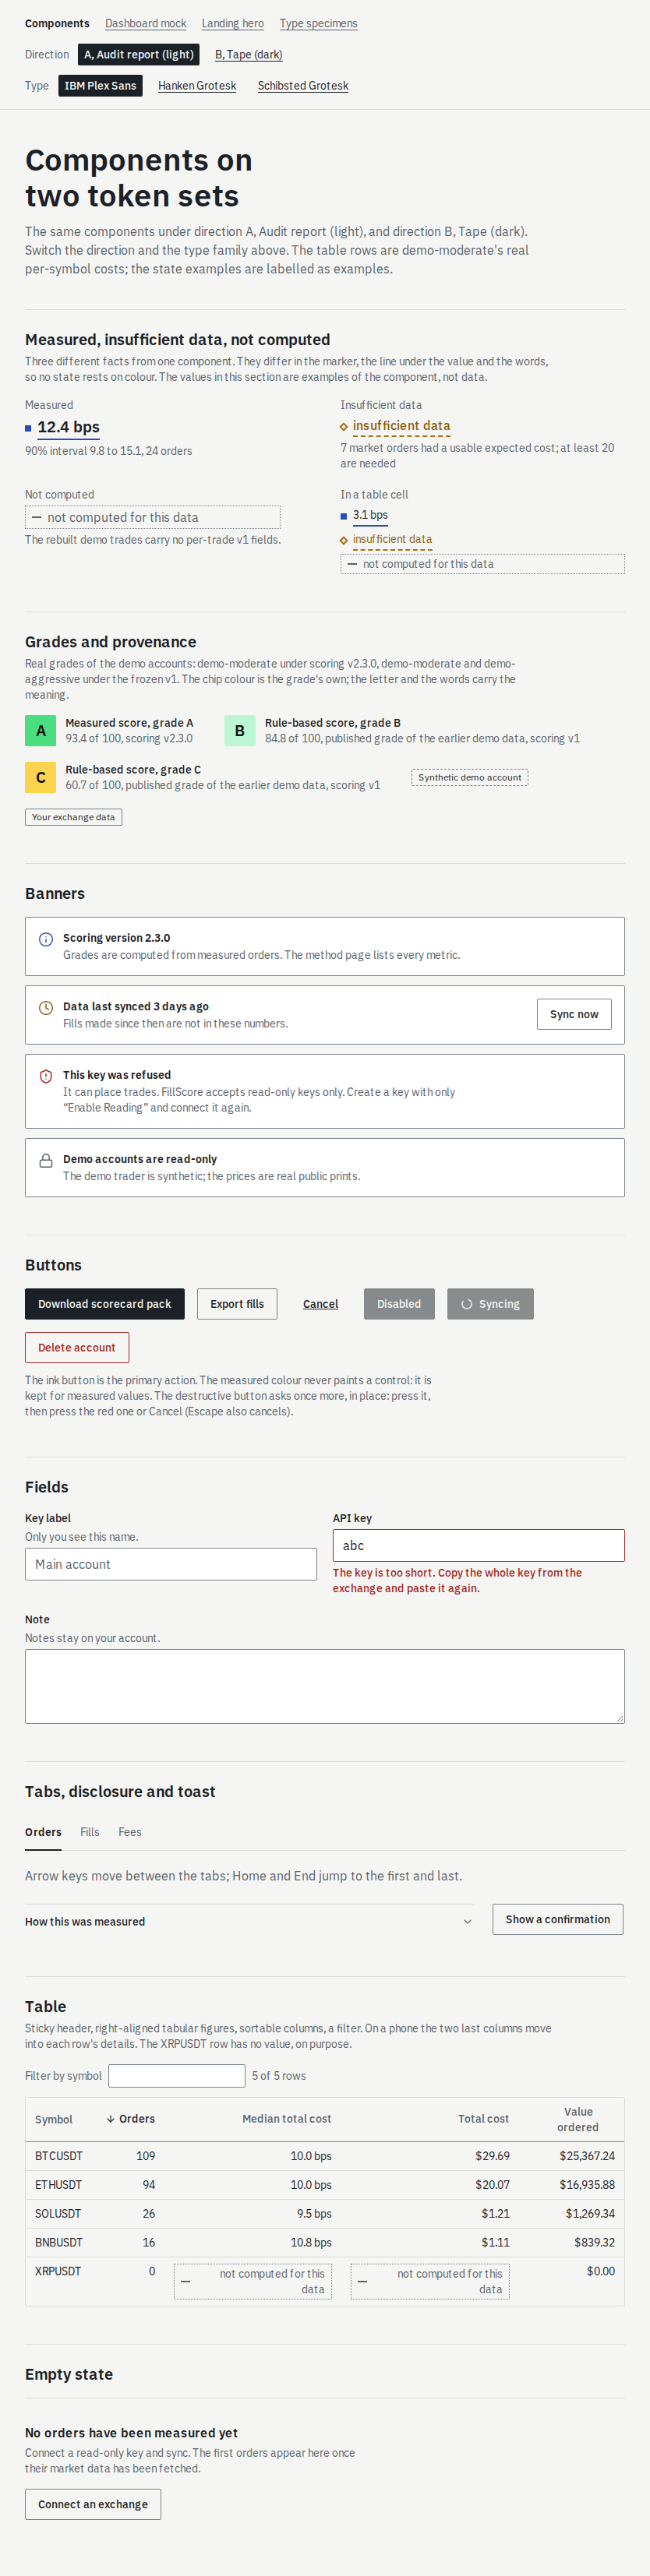 Components Dashboard mock Landing hero Type specimens
Direction A, Audit report (light) B, Tape (dark)
Type IBM Plex Sans Hanken Grotesk Schibsted Grotesk
Components on
two token sets
The same components under direction A, Audit report (light), and direction B, Tape (dark).
Switch the direction and the type family above. The table rows are demo-moderate's real
per-symbol costs; the state examples are labelled as examples.
Measured, insufficient data, not computed
Three different facts from one component. They differ in the marker, the line under the value and the words,
so no state rests on colour. The values in this section are examples of the component, not data.
Measured
12.4 bps
90% interval 9.8 to 15.1, 24 orders
Insufficient data
insufficient data
7 market orders had a usable expected cost; at least 20
are needed
Not computed
— not computed for this data
The rebuilt demo trades carry no per-trade v1 fields.
In a table cell
3.1 bps
insufficient data
— not computed for this data
Grades and provenance
Real grades of the demo accounts: demo-moderate under scoring v2.3.0, demo-moderate and demo-
aggressive under the frozen v1. The chip colour is the grade's own; the letter and the words carry the
meaning.
A Measured score, grade A
93.4 of 100, scoring v2.3.0
B Rule-based score, grade B
84.8 of 100, published grade of the earlier demo data, scoring v1
C Rule-based score, grade C
60.7 of 100, published grade of the earlier demo data, scoring v1
Synthetic demo account
Your exchange data
Banners
Scoring version 2.3.0
Grades are computed from measured orders. The method page lists every metric.
Data last synced 3 days ago
Fills made since then are not in these numbers.
Sync now
This key was refused
It can place trades. FillScore accepts read-only keys only. Create a key with only
“Enable Reading” and connect it again.
Demo accounts are read-only
The demo trader is synthetic; the prices are real public prints.
Buttons
Download scorecard pack Export fills Cancel Disabled Syncing
Delete account
The ink button is the primary action. The measured colour never paints a control: it is
kept for measured values. The destructive button asks once more, in place: press it,
then press the red one or Cancel (Escape also cancels).
Fields
Key label
Only you see this name.
Main account
API key
abc
The key is too short. Copy the whole key from the
exchange and paste it again.
Note
Notes stay on your account.
Tabs, disclosure and toast
Orders Fills Fees
Arrow keys move between the tabs; Home and End jump to the first and last.
How this was measured
Show a confirmation
Table
Sticky header, right-aligned tabular figures, sortable columns, a filter. On a phone the two last columns move
into each row's details. The XRPUSDT row has no value, on purpose.
Filter by symbol 5 of 5 rows
Symbol ↓ Orders Median total cost Total cost Value ordered
BTCUSDT 109 10.0 bps $29.69 $25,367.24
ETHUSDT 94 10.0 bps $20.07 $16,935.88
SOLUSDT 26 9.5 bps $1.21 $1,269.34
BNBUSDT 16 10.8 bps $1.11 $839.32
XRPUSDT 0 — not computed for this data — not computed for this data $0.00
Empty state
No orders have been measured yet
Connect a read-only key and sync. The first orders appear here once
their market data has been fetched.
Connect an exchange